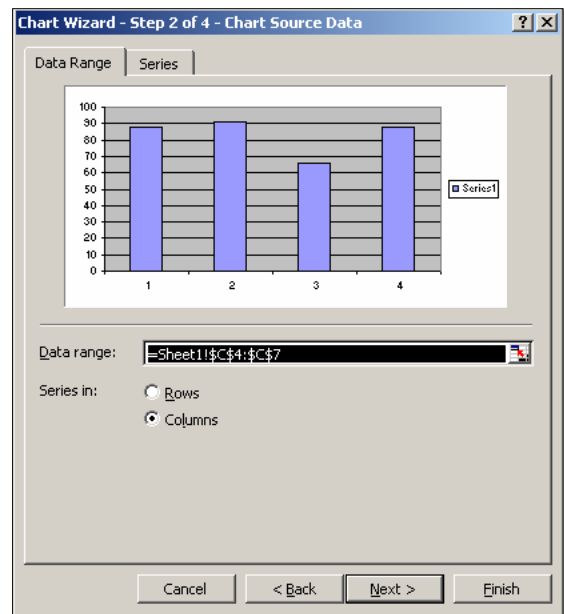 Chart Wizard - Step 2 of 4 - Chart Source Data
Data Range
Series
100
90
80
70
60
50
40
30
20
10
0
1 2 3 4
Series1
Data range:
=Sheet1!$C$4:$C$7
Series in:
Rows
Columns
Cancel
< Back
Next >
Finish